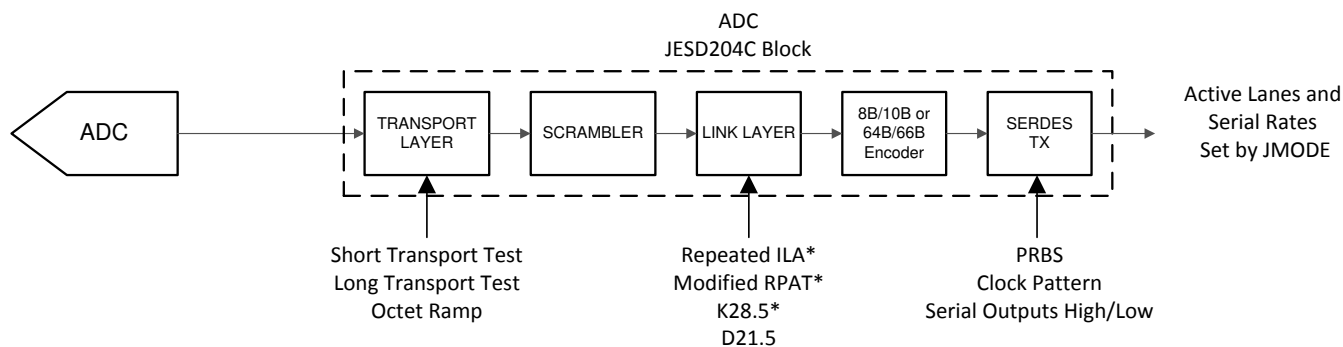 ADC
JESD204C Block
ADC
TRANSPORT
LAYER
SCRAMBLER
LINK LAYER
8B/10B or
64B/66B
Encoder
SERDES
TX
Active Lanes and
Serial Rates
Set by JMODE
Short Transport Test
Long Transport Test
Octet Ramp
Repeated ILA*
Modified RPAT*
K28.5*
D21.5
PRBS
Clock Pattern
Serial Outputs High/Low